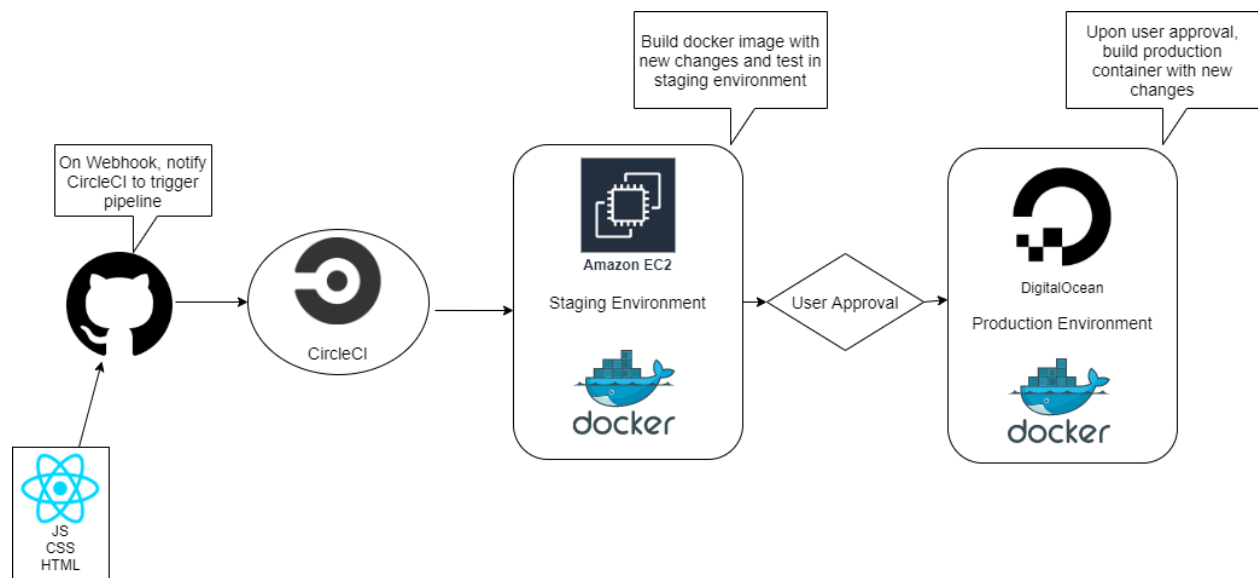 On Webhook, notify
CircleCI to trigger
pipeline
CircleCI
JS
CSS
HTML
Build docker image with
new changes and test in
staging environment
Amazon EC2
Staging Environment
docker
User Approval
Upon user approval,
build production
container with new
changes
DigitalOcean
Production Environment
docker